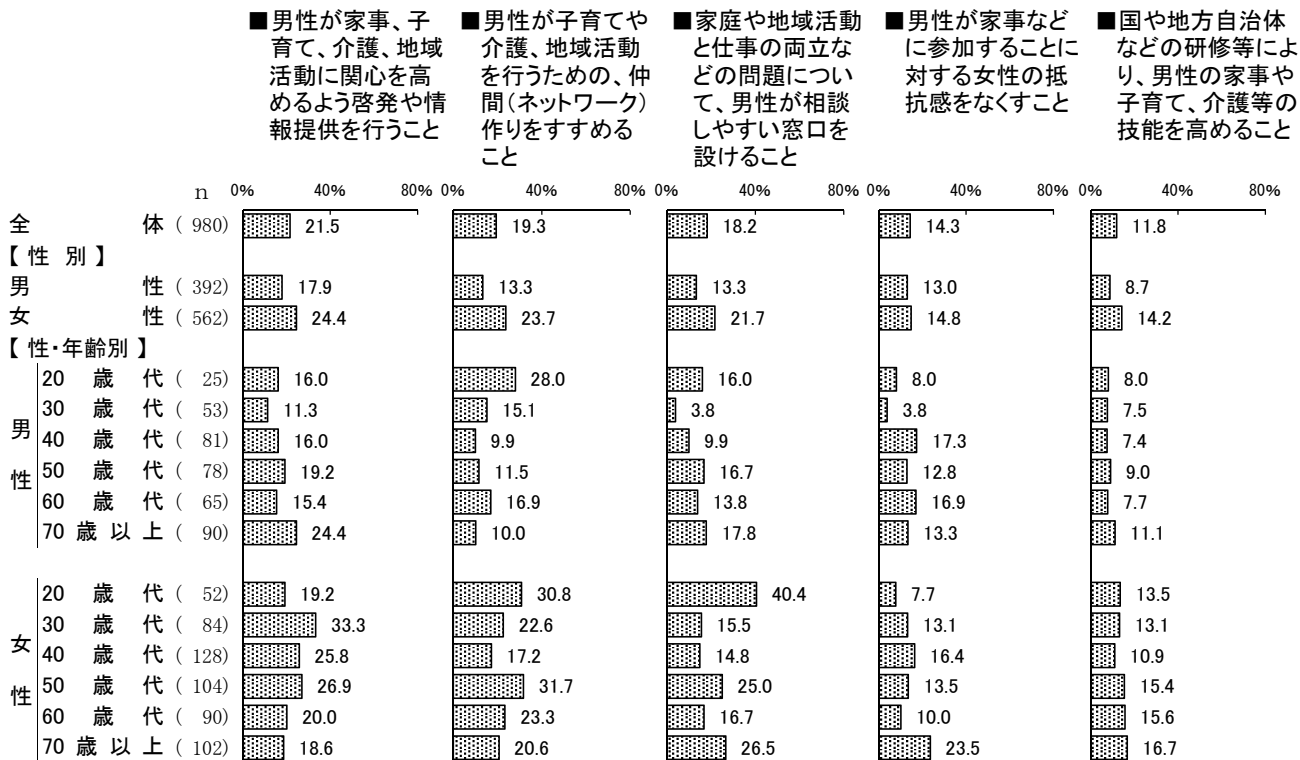 ■男性が家事、子
育て、介護、地域
活動に関心を高
めるよう啓発や情
報提供を行うこと
■男性が子育てや
介護、地域活動
を行うための、仲
間(ネットワーク)
作りをすすめる
こと
■家庭や地域活動
と仕事の両立な
どの問題につい
て、男性が相談
しやすい窓口を
設けること
■男性が家事など
に参加することに
対する女性の抵
抗感をなくすこと
■国や地方自治体
などの研修等によ
り、男性の家事や
子育て、介護等の
技能を高めること
n 0% 40% 80% 0% 40% 80% 0% 40% 80% 0% 40% 80% 0% 40% 80%
全体 ( 980) 21.5 19.3 18.2 14.3 11.8
【 性 別 】
男性 ( 392) 17.9 13.3 13.3 13.0 8.7
女性 ( 562) 24.4 23.7 21.7 14.8 14.2
【 性・年齢別 】
男性
20 歳代 ( 25) 16.0 28.0 16.0 8.0 8.0
30 歳代 ( 53) 11.3 15.1 3.8 3.8 7.5
40 歳代 ( 81) 16.0 9.9 9.9 17.3 7.4
50 歳代 ( 78) 19.2 11.5 16.7 12.8 9.0
60 歳代 ( 65) 15.4 16.9 13.8 16.9 7.7
70 歳以上 ( 90) 24.4 10.0 17.8 13.3 11.1
女性
20 歳代 ( 52) 19.2 30.8 40.4 7.7 13.5
30 歳代 ( 84) 33.3 22.6 15.5 13.1 13.1
40 歳代 ( 128) 25.8 17.2 14.8 16.4 10.9
50 歳代 ( 104) 26.9 31.7 25.0 13.5 15.4
60 歳代 ( 90) 20.0 23.3 16.7 10.0 15.6
70 歳以上 ( 102) 18.6 20.6 26.5 23.5 16.7